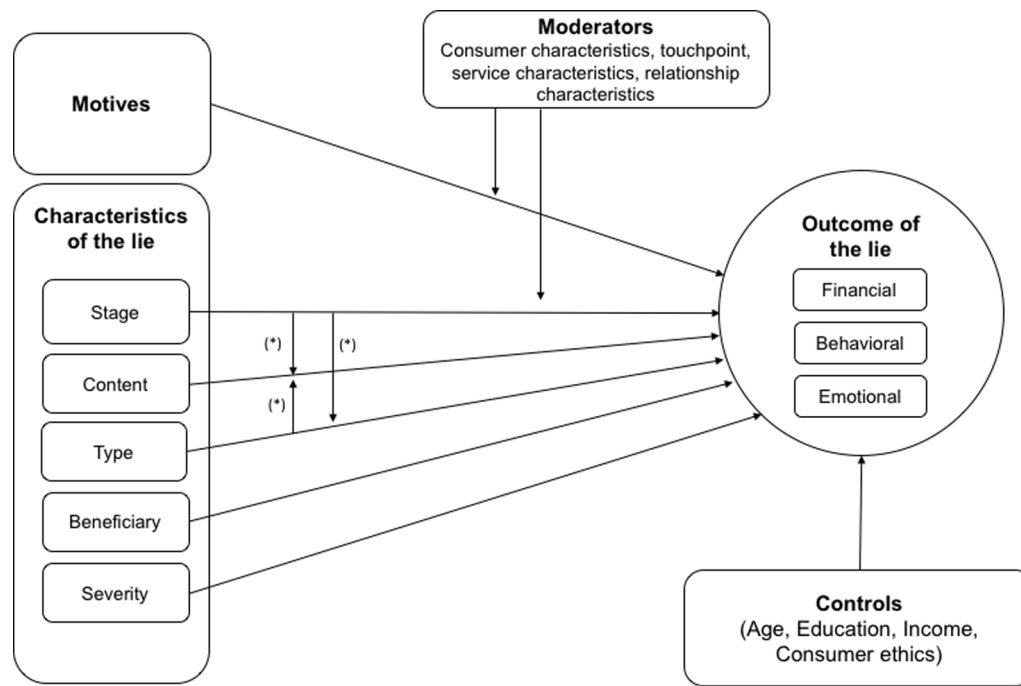 Moderators
Consumer characteristics, touchpoint,
service characteristics, relationship
characteristics
Motives
Characteristics
of the lie
Stage
Content
Type
Beneficiary
Severity
(*)
(*)
(*)
Outcome of
the lie
Financial
Behavioral
Emotional
Controls
(Age, Education, Income,
Consumer ethics)